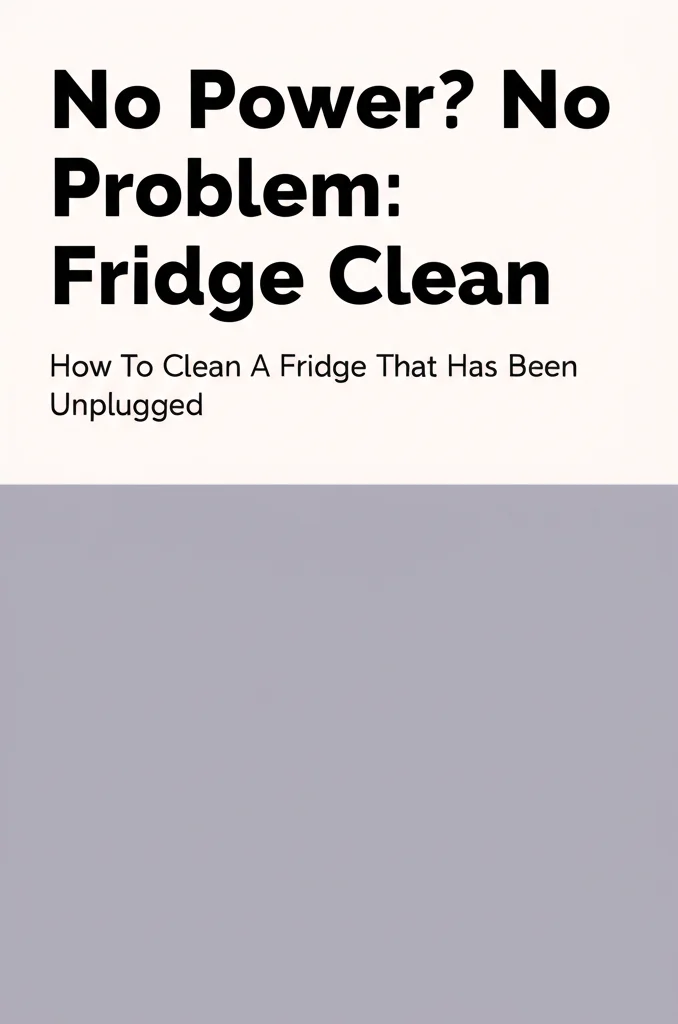 No Power? No
Problem:
Fridge Clean
How To Clean A Fridge That Has Been
Unplugged